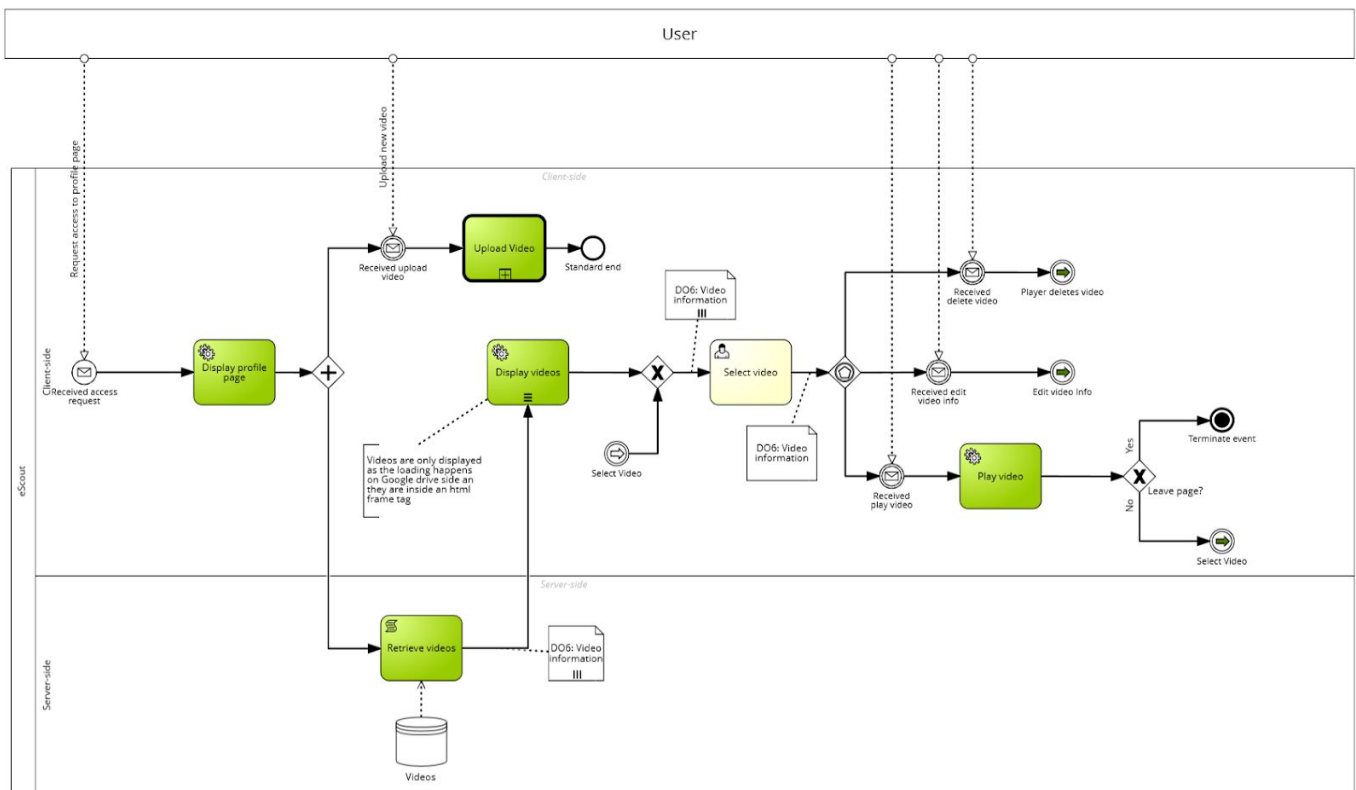 User
Request access to profile page
Upload new video
Client-side
eScout
Client-side
Received access
request
Display profile
page
Received upload
video
Upload Video
Standard end
Display videos
Videos are only displayed
as the loading happens
on Google drive side an
they are inside an html
frame tag
Select Video
DO6: Video
information
Select video
DO6: Video
information
Received
delete video
Player deletes video
Received edit
video info
Edit video Info
Received
play video
Play video
Leave page?
Yes
No
Terminate event
Select Video
Server-side
Server-side
Retrieve videos
DO6: Video
information
Videos